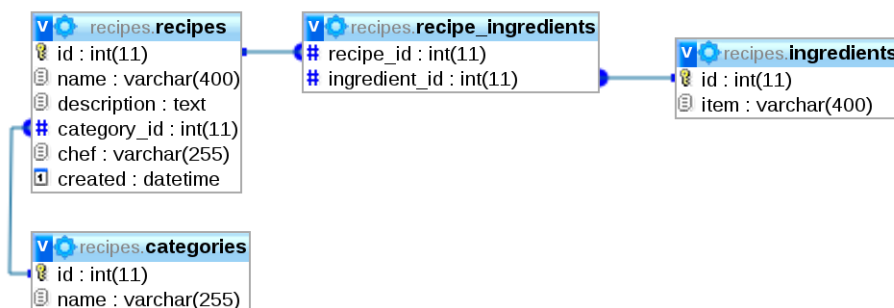 V recipes.recipes
id : int(11)
name : varchar(400)
description : text
# category_id : int(11)
chef : varchar(255)
1 created : datetime
V recipes.recipe_ingredients
# recipe_id : int(11)
# ingredient_id : int(11)
V recipes.ingredients
id : int(11)
item : varchar(400)
V recipes.categories
id : int(11)
name : varchar(255)